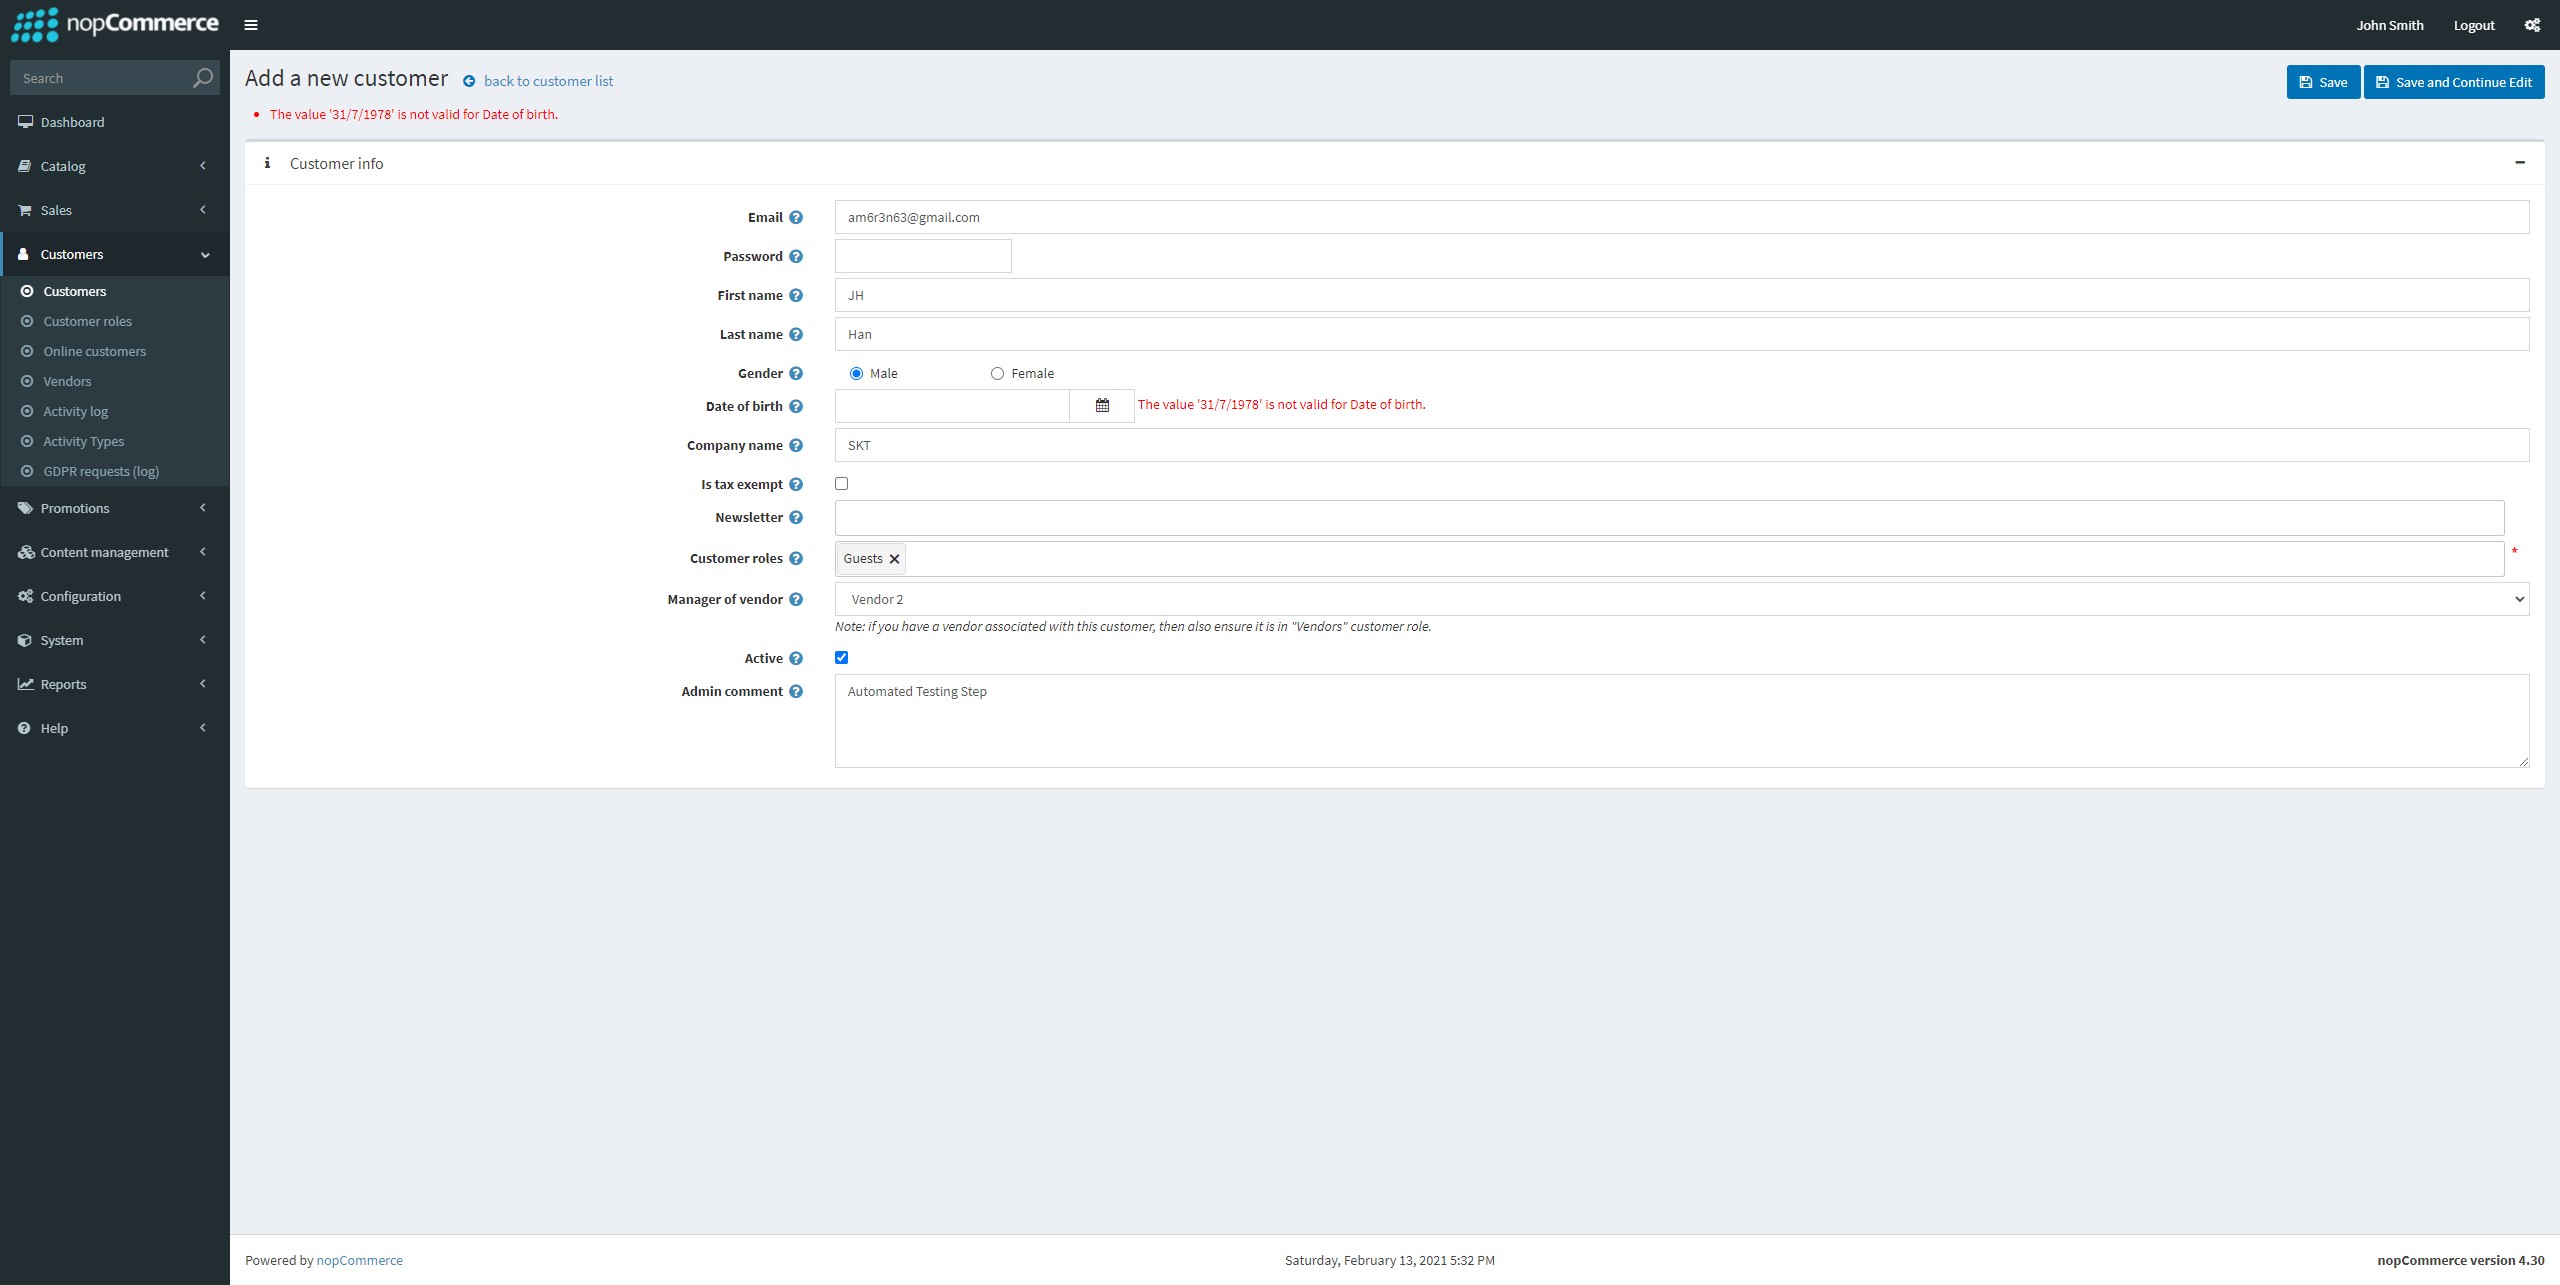 nopCommerce
John Smith
Logout
Search
Dashboard
Catalog
Sales
Customers
Customers
Customer roles
Online customers
Vendors
Activity log
Activity Types
GDPR requests (log)
Promotions
Content management
Configuration
System
Reports
Help
Add a new customer back to customer list
Save
Save and Continue Edit
The value '31/7/1978' is not valid for Date of birth.
Customer info
Email am6r3n63@gmail.com
Password
First name JH
Last name Han
Gender Male Female
Date of birth The value '31/7/1978' is not valid for Date of birth.
Company name SKT
Is tax exempt
Newsletter
Customer roles Guests *
Manager of vendor Vendor 2
Note: if you have a vendor associated with this customer, then also ensure it is in "Vendors" customer role.
Active
Admin comment Automated Testing Step
Powered by nopCommerce
Saturday, February 13, 2021 5:32 PM
nopCommerce version 4.30